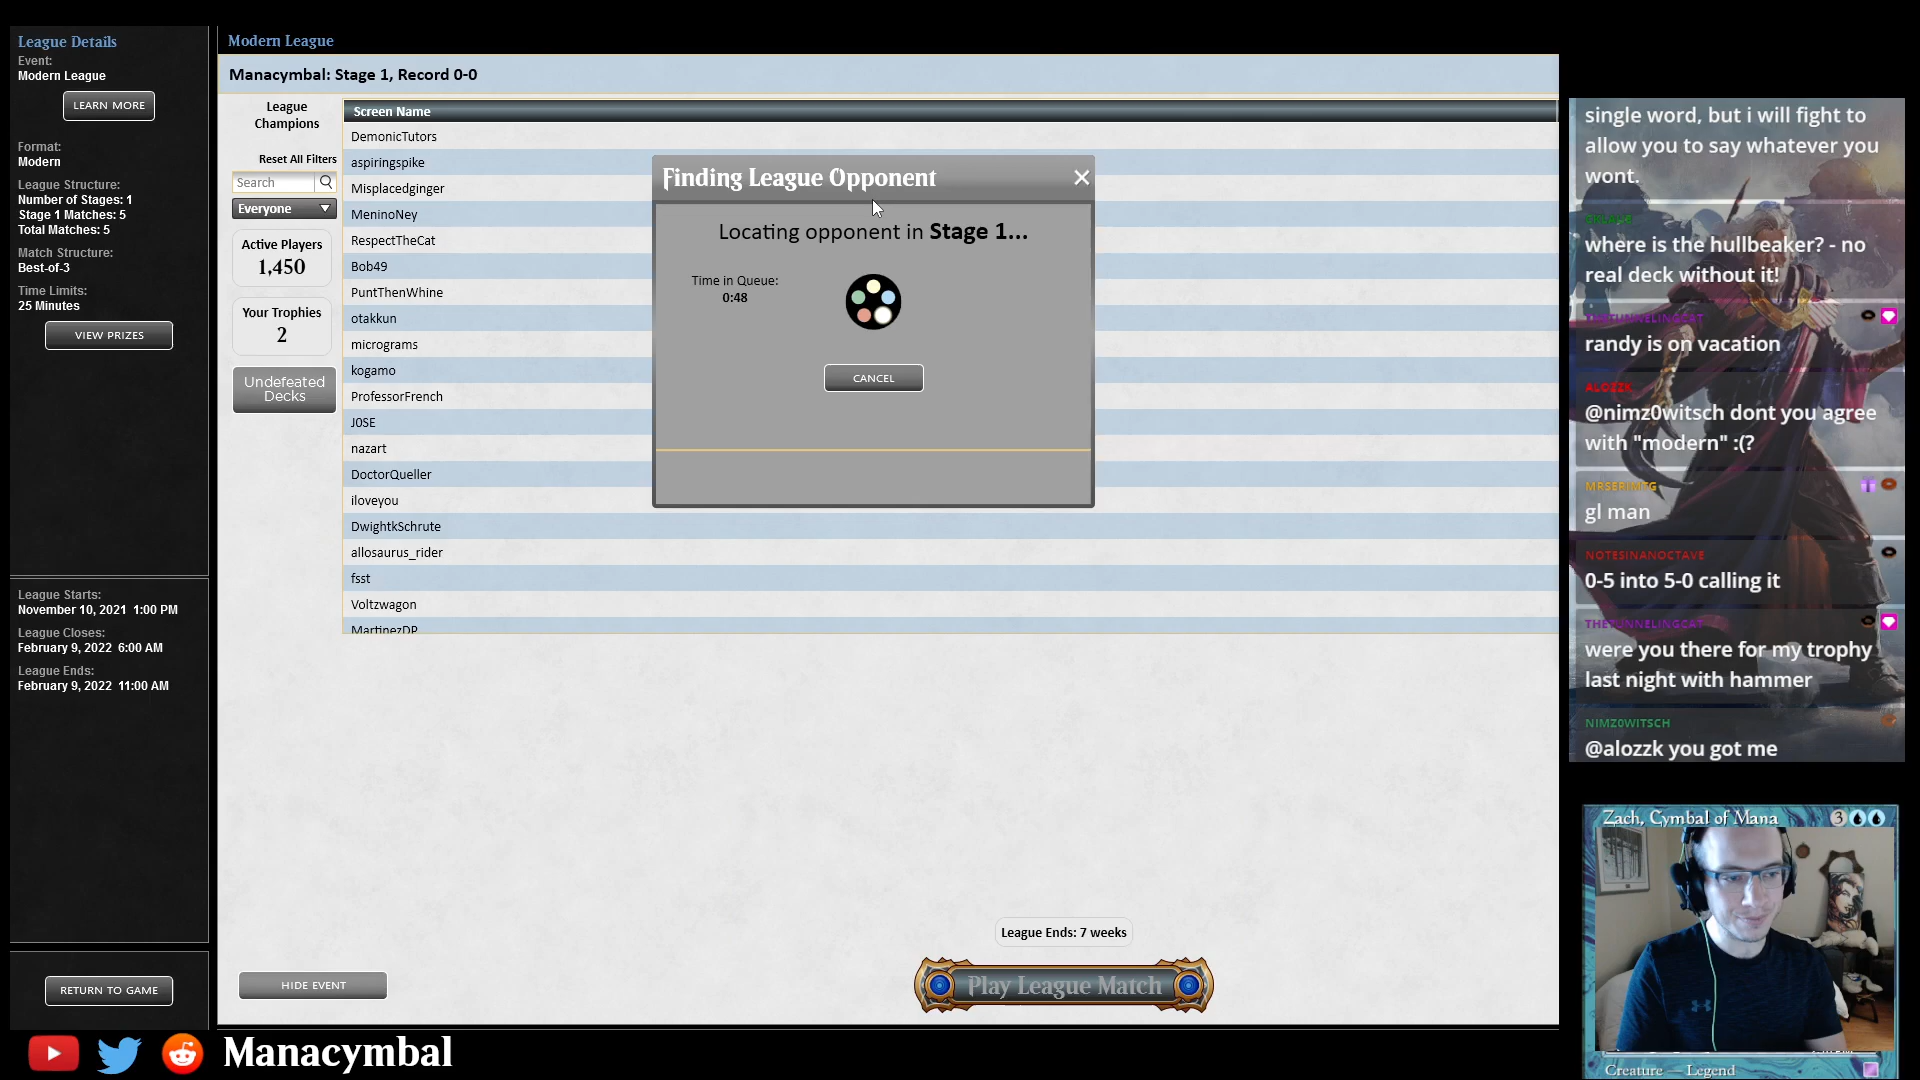 League Details
Event:
Modern League
LEARN MORE
Format:
Modern
League Structure:
Number of Stages: 1
Stage 1 Matches: 5
Total Matches: 5
Match Structure:
Best-of-3
Time Limits:
25 Minutes
VIEW PRIZES
League Starts:
November 10, 2021 1:00 PM
League Closes:
February 9, 2022 6:00 AM
League Ends:
February 9, 2022 11:00 AM
RETURN TO GAME
Modern League
Manacymbal: Stage 1, Record 0-0
League
Champions
Reset All Filters
Search
Everyone
Active Players
1,450
Your Trophies
2
Undefeated
Decks
Screen Name
DemonicTutors
aspiringspike
Misplacedginger
MeninoNey
RespectTheCat
Bob49
PuntThenWhine
otakkun
micrograms
kogamo
ProfessorFrench
J0SE
nazart
DoctorQueller
iloveyou
DwightkSchrute
allosaurus_rider
fsst
Voltzwagon
MartinezDP
Finding League Opponent
Locating opponent in Stage 1...
Time in Queue:
0:48
CANCEL
League Ends: 7 weeks
HIDE EVENT
Play League Match
single word, but i will fight to
allow you to say whatever you
wont.
where is the hullbeaker? - no
real deck without it!
THETUNNELINGCAT
randy is on vacation
ALOZZK
@nimz0witsch dont you agree
with "modern" :(?
gl man
NOTESINANOCTAVE
0-5 into 5-0 calling it
THETUNNELINGCAT
were you there for my trophy
last night with hammer
NIMZ0WITSCH
@alozzk you got me
Zach, Cymbal of Mana
3
Creature — Legend
Manacymbal